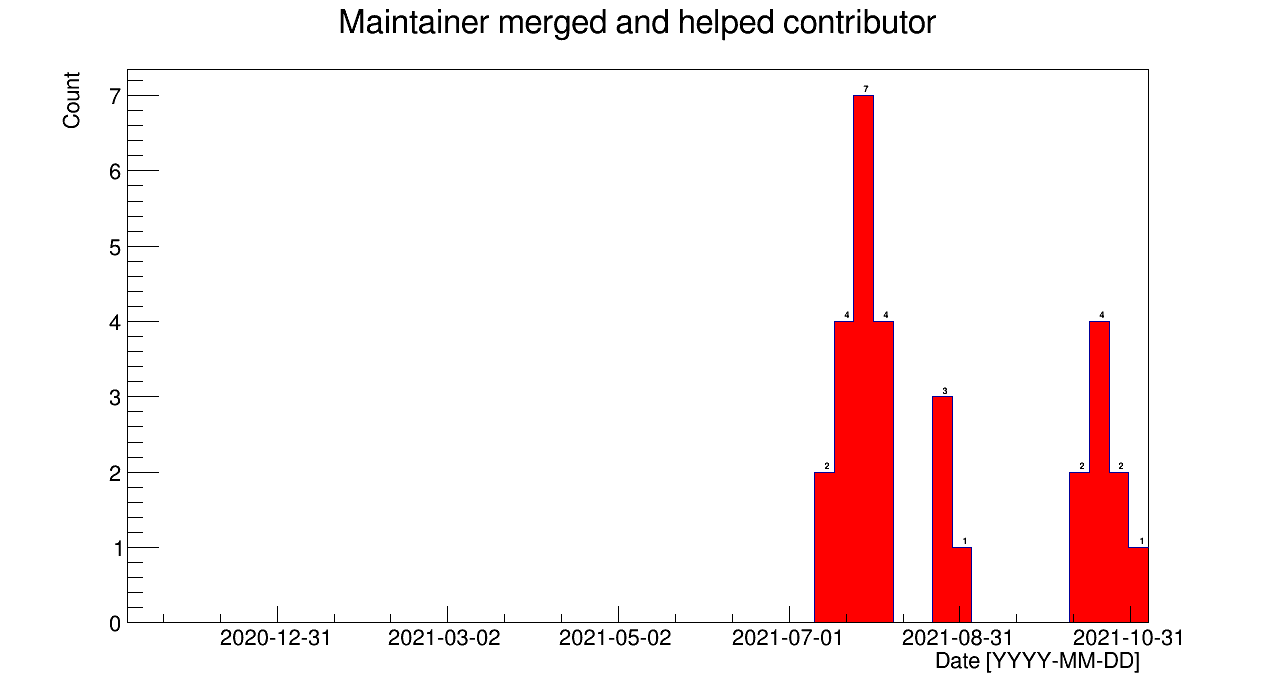 Maintainer merged and helped contributor
Count
7
6
5
4
3
2
1
0
2 4 7 4 3 1 2 4 2 1
2020-12-31 2021-03-02 2021-05-02 2021-07-01 2021-08-31 2021-10-31
Date [YYYY-MM-DD]